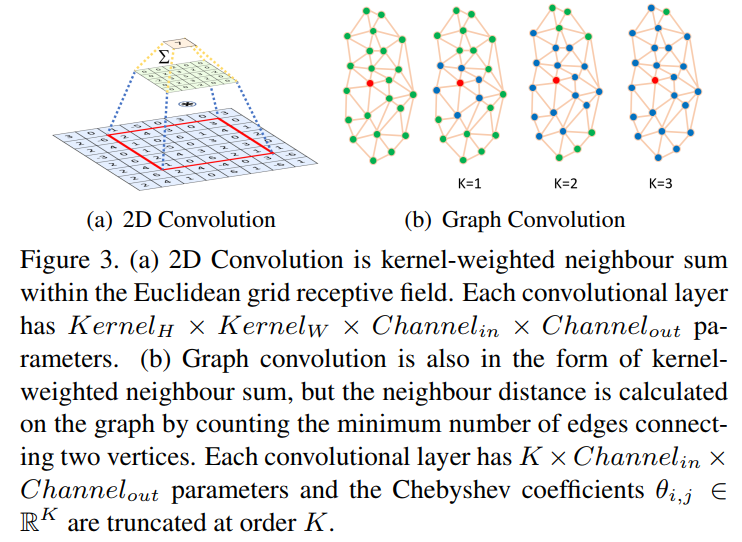 Σ
7
K=1
K=2
K=3
(a) 2D Convolution
(b) Graph Convolution
Figure 3. (a) 2D Convolution is kernel-weighted neighbour sum
within the Euclidean grid receptive field. Each convolutional layer
has Kernel_H × Kernel_W × Channel_in × Channel_out pa-
rameters. (b) Graph convolution is also in the form of kernel-
weighted neighbour sum, but the neighbour distance is calculated
on the graph by counting the minimum number of edges connect-
ing two vertices. Each convolutional layer has K × Channel_in ×
Channel_out parameters and the Chebyshev coefficients θ_{i,j} ∈
ℝ^K are truncated at order K.